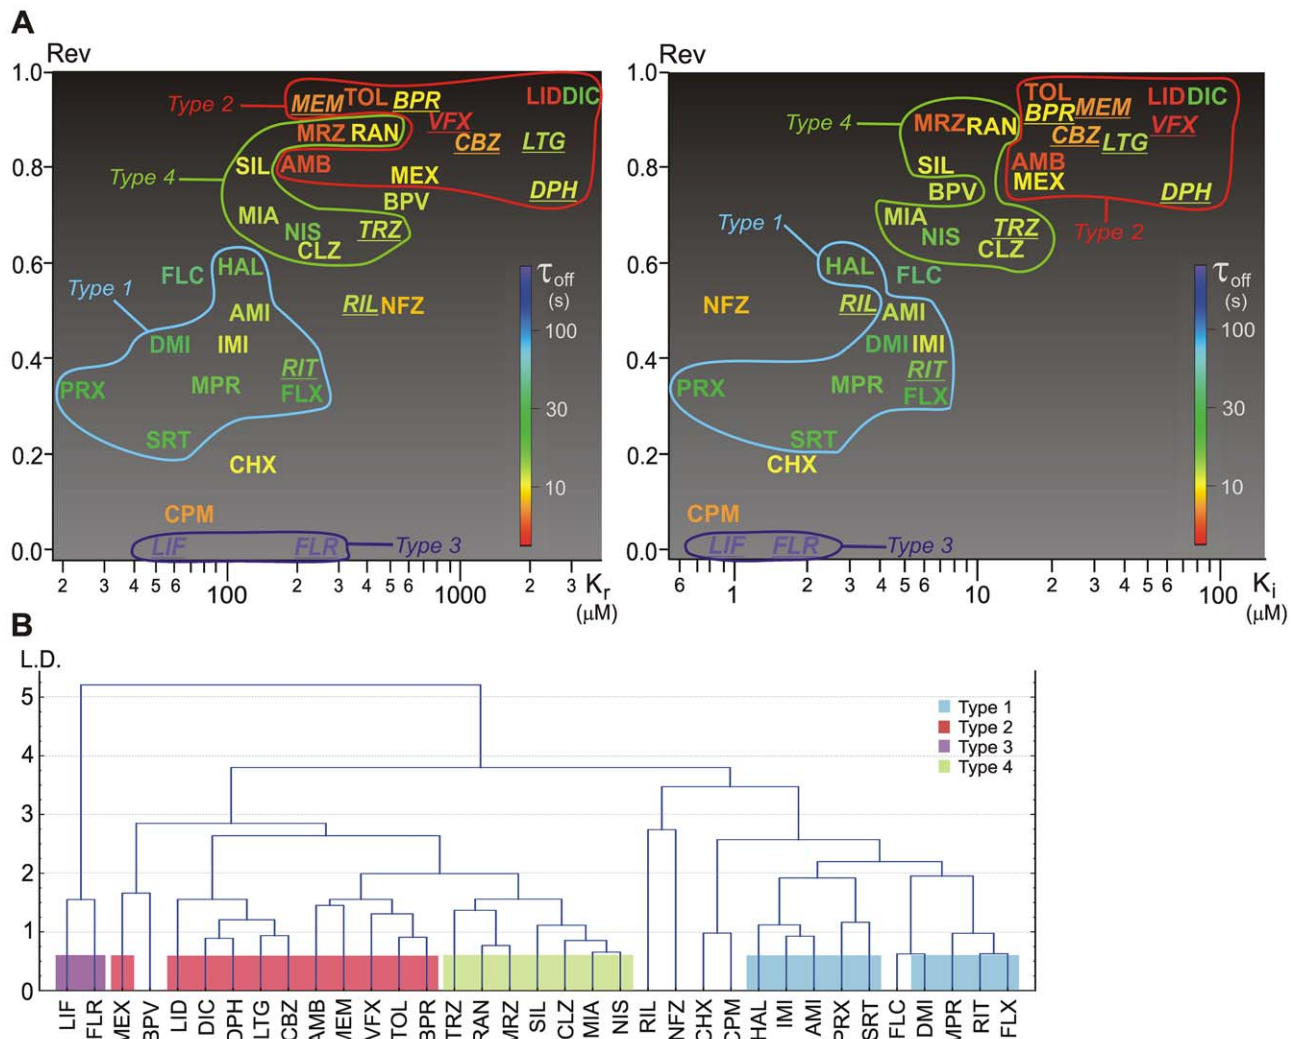 A
Rev
1.0
0.8
0.6
0.4
0.2
0.0
Type 2
MEM TOL BPR LID DIC
VFX
MRZ RAN CBZ LTG
SIL AMB MEX
Type 4
DPH
BPV
MIA NIS TRZ
CLZ
FLC HAL
Type 1
AMI RIL NFZ
DMI IMI
RIT
PRX MPR FLX
SRT
CHX
CPM
LIF FLR Type 3
τoff
(s)
100
30
10
2 3 4 5 6 100 2 3 4 5 6 1000 2 3 Kr
(μM)
Rev
1.0
0.8
0.6
0.4
0.2
0.0
TOL LID DIC
BPR MEM
Type 4 MRZ RAN VFX
CBZ LTG
SIL AMB
MEX
BPV DPH
MIA NIS TRZ
Type 1 CLZ Type 2
HAL FLC
NFZ RIL AMI
DMI IMI
RIT
PRX MPR FLX
SRT
CHX
CPM
LIF FLR Type 3
τoff
(s)
100
30
10
6 1 2 3 4 5 6 10 2 3 4 5 6 100 Ki
(μM)
B
L.D.
5
4
3
2
1
0
Type 1
Type 2
Type 3
Type 4
LIF FLR MEX BPV LID DIC DPH LTG CBZ AMB MEM VFX TOL BPR TRZ RAN MRZ SIL CLZ MIA NIS RIL NFZ CHX CPM HAL IMI AMI PRX SRT FLC DMI MPR RIT FLX